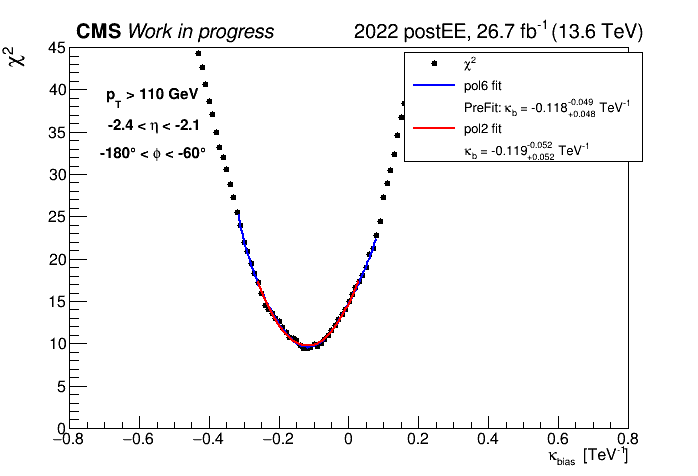 CMS Work in progress 2022 postEE, 26.7 fb⁻¹ (13.6 TeV)
χ²
45
40
35
30
25
20
15
10
5
0
p_T > 110 GeV
-2.4 < η < -2.1
-180° < ϕ < -60°
χ²
pol6 fit
PreFit: κ_b = -0.118 -0.049 +0.048 TeV⁻¹
pol2 fit
κ_b = -0.119 -0.052 +0.052 TeV⁻¹
−0.8 −0.6 −0.4 −0.2 0 0.2 0.4 0.6 0.8
κ_bias [TeV⁻¹]